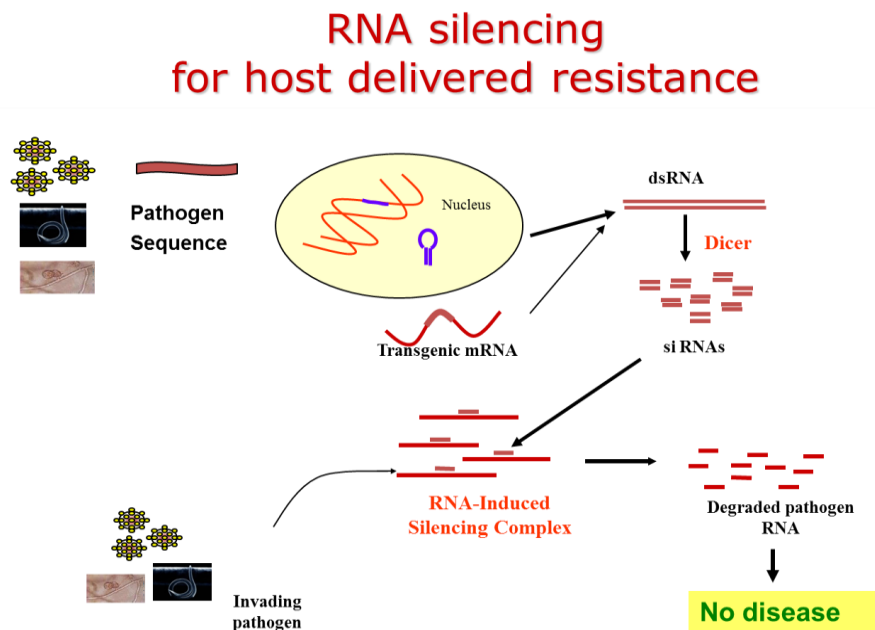 RNA silencing
for host delivered resistance
Pathogen
Sequence
Nucleus
dsRNA
Dicer
Transgenic mRNA
si RNAs
RNA-Induced
Silencing Complex
Degraded pathogen
RNA
Invading
pathogen
No disease